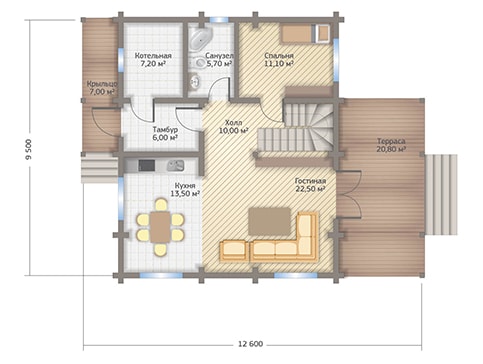 Котельная
7,20 м²
Санузел
5,70 м²
Спальня
11,10 м²
Крыльцо
7,00 м²
Тамбур
6,00 м²
Холл
10,00 м²
Терраса
20,80 м²
Кухня
13,50 м²
Гостиная
22,50 м²
9 500
12 600